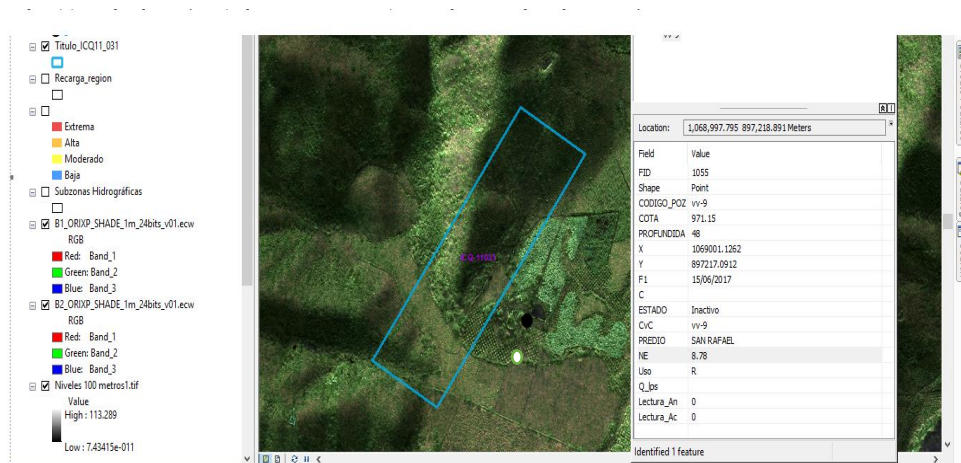 Titulo_ICQ11_031
Recarga_region
Extrema
Alta
Moderado
Baja
Subzonas Hidrográficas
B1_ORIXP_SHADE_1m_24bits_v01.ecw
RGB
Red: Band_1
Green: Band_2
Blue: Band_3
B2_ORIXP_SHADE_1m_24bits_v01.ecw
RGB
Red: Band_1
Green: Band_2
Blue: Band_3
Niveles 100 metros1.tif
Value
High : 113.289
Low : 7.43415e-011
Location: 1,068,997.795 897,218.891 Meters
Field Value
FID 1055
Shape Point
CODIGO_POZ vv-9
COTA 971.15
PROFUNDIDA 48
X 1069001.1262
Y 897217.0912
F1 15/06/2017
C
ESTADO Inactivo
CvC vv-9
PREDIO SAN RAFAEL
NE 8.78
Uso R
Q_lps
Lectura_An 0
Lectura_Ac 0
Identified 1 feature